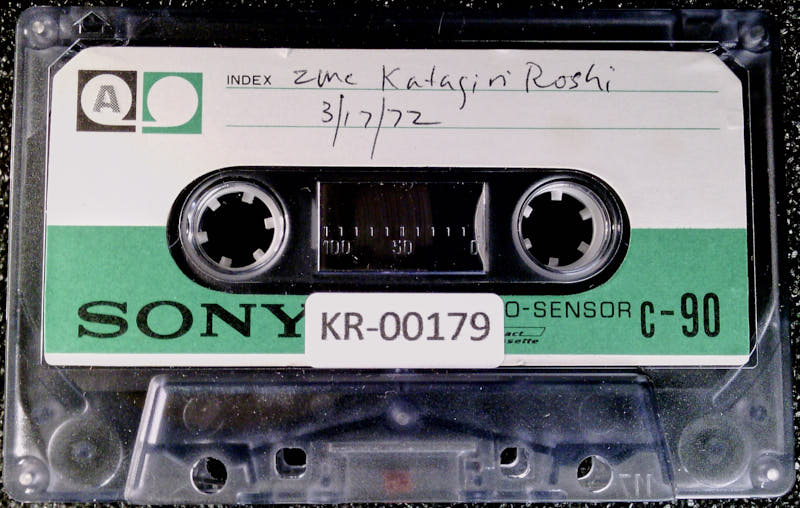 A
INDEX ZMC Katagiri Roshi
3/17/72
100 50 0
SONY
O-SENSOR C-90
KR-00179